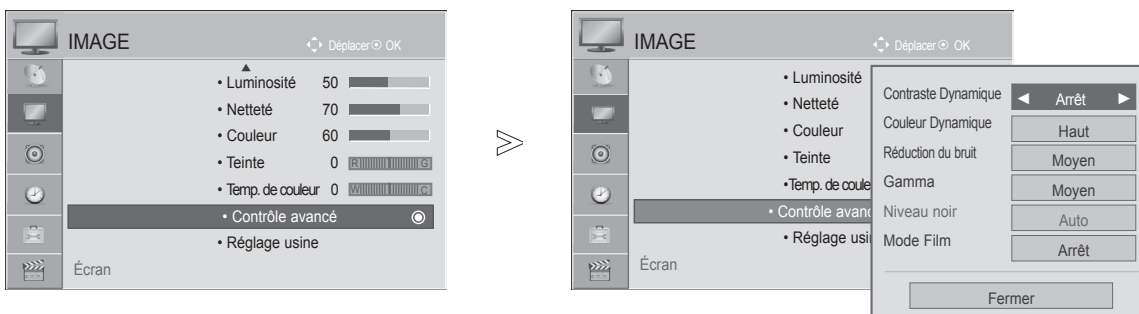 IMAGE
Déplacer OK
• Luminosité 50
• Netteté 70
• Couleur 60
• Teinte 0 R G
• Temp. de couleur 0 W C
• Contrôle avancé
• Réglage usine
Écran
IMAGE
Déplacer OK
• Luminosité
• Netteté
• Couleur
• Teinte
•Temp. de coule
• Contrôle avanc
• Réglage usi
Écran
Contraste Dynamique ◀ Arrêt ▶
Couleur Dynamique Haut
Réduction du bruit Moyen
Gamma Moyen
Niveau noir Auto
Mode Film Arrêt
Fermer